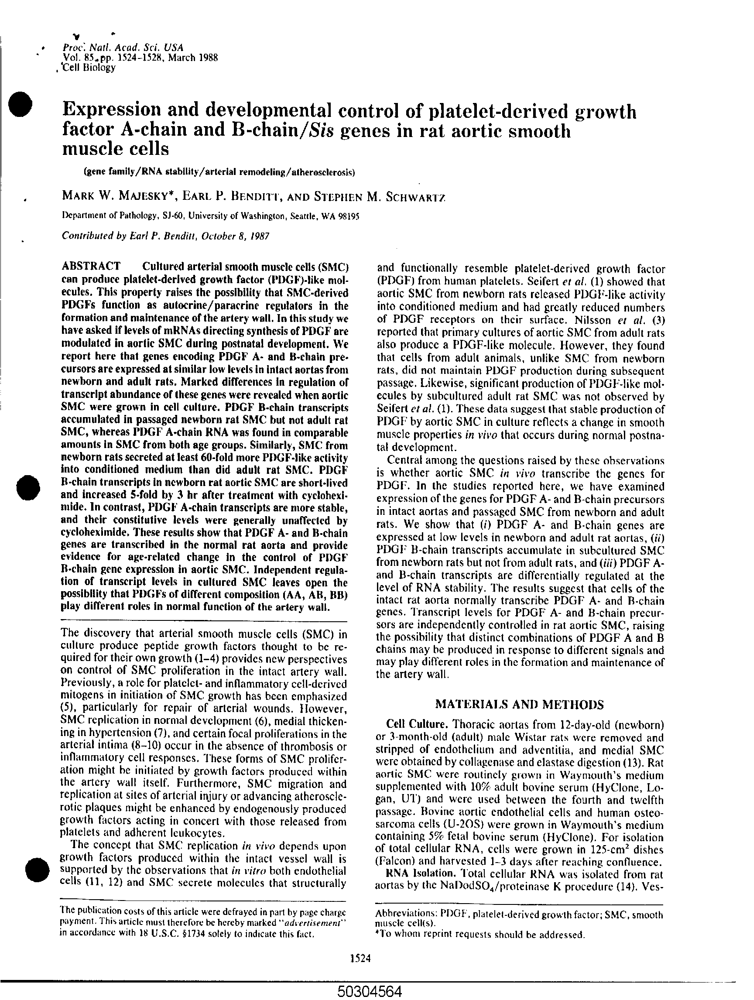 Proc. Natl. Acad. Sci. USA
Vol. 85, pp. 1524-1528, March 1988
Cell Biology
Expression and developmental control of platelet-derived growth
factor A-chain and B-chain/Sis genes in rat aortic smooth
muscle cells
(gene family/RNA stability/arterial remodeling/atherosclerosis)
MARK W. MAJESKY*, EARL P. BENDITT, AND STEPHEN M. SCHWARTZ
Department of Pathology, SJ-60, University of Washington, Seattle, WA 98195
Contributed by Earl P. Benditt, October 8, 1987
ABSTRACT Cultured arterial smooth muscle cells (SMC)
can produce platelet-derived growth factor (PDGF)-like mol-
ecules. This property raises the possibility that SMC-derived
PDGFs function as autocrine/paracrine regulators in the
formation and maintenance of the artery wall. In this study we
have asked if levels of mRNAs directing synthesis of PDGF are
modulated in aortic SMC during postnatal development. We
report here that genes encoding PDGF A- and B-chain pre-
cursors are expressed at similar low levels in intact aortas from
newborn and adult rats. Marked differences in regulation of
transcript abundance of these genes were revealed when aortic
SMC were grown in cell culture. PDGF B-chain transcripts
accumulated in passaged newborn rat SMC but not adult rat
SMC, whereas PDGF A-chain RNA was found in comparable
amounts in SMC from both age groups. Similarly, SMC from
newborn rats secreted at least 60-fold more PDGF-like activity
into conditioned medium than did adult rat SMC. PDGF
B-chain transcripts in newborn rat aortic SMC are short-lived
and increased 5-fold by 3 hr after treatment with cyclohexi-
mide. In contrast, PDGF A-chain transcripts are more stable,
and their constitutive levels were generally unaffected by
cycloheximide. These results show that PDGF A- and B-chain
genes are transcribed in the normal rat aorta and provide
evidence for age-related change in the control of PDGF
B-chain gene expression in aortic SMC. Independent regula-
tion of transcript levels in cultured SMC leaves open the
possibility that PDGFs of different composition (AA, AB, BB)
play different roles in normal function of the artery wall.
The discovery that arterial smooth muscle cells (SMC) in
culture produce peptide growth factors thought to be re-
quired for their own growth (1-4) provides new perspectives
on control of SMC proliferation in the intact artery wall.
Previously, a role for platelet- and inflammatory cell-derived
mitogens in initiation of SMC growth has been emphasized
(5), particularly for repair of arterial wounds. However,
SMC replication in normal development (6), medial thicken-
ing in hypertension (7), and certain focal proliferations in the
arterial intima (8-10) occur in the absence of thrombosis or
inflammatory cell responses. These forms of SMC prolifer-
ation might be initiated by growth factors produced within
the artery wall itself. Furthermore, SMC migration and
replication at sites of arterial injury or advancing atheroscle-
rotic plaques might be enhanced by endogenously produced
growth factors acting in concert with those released from
platelets and adherent leukocytes.
The concept that SMC replication in vivo depends upon
growth factors produced within the intact vessel wall is
supported by the observations that in vitro both endothelial
cells (11, 12) and SMC secrete molecules that structurally
The publication costs of this article were defrayed in part by page charge
payment. This article must therefore be hereby marked "advertisement"
in accordance with 18 U.S.C. §1734 solely to indicate this fact.
and functionally resemble platelet-derived growth factor
(PDGF) from human platelets. Seifert et al. (1) showed that
aortic SMC from newborn rats released PDGF-like activity
into conditioned medium and had greatly reduced numbers
of PDGF receptors on their surface. Nilsson et al. (3)
reported that primary cultures of aortic SMC from adult rats
also produce a PDGF-like molecule. However, they found
that cells from adult animals, unlike SMC from newborn
rats, did not maintain PDGF production during subsequent
passage. Likewise, significant production of PDGF-like mol-
ecules by subcultured adult rat SMC was not observed by
Seifert et al. (1). These data suggest that stable production of
PDGF by aortic SMC in culture reflects a change in smooth
muscle properties in vivo that occurs during normal postna-
tal development.
Central among the questions raised by these observations
is whether aortic SMC in vivo transcribe the genes for
PDGF. In the studies reported here, we have examined
expression of the genes for PDGF A- and B-chain precursors
in intact aortas and passaged SMC from newborn and adult
rats. We show that (i) PDGF A- and B-chain genes are
expressed at low levels in newborn and adult rat aortas, (ii)
PDGF B-chain transcripts accumulate in subcultured SMC
from newborn rats but not from adult rats, and (iii) PDGF A-
and B-chain transcripts are differentially regulated at the
level of RNA stability. The results suggest that cells of the
intact rat aorta normally transcribe PDGF A- and B-chain
genes. Transcript levels for PDGF A- and B-chain precur-
sors are independently controlled in rat aortic SMC, raising
the possibility that distinct combinations of PDGF A and B
chains may be produced in response to different signals and
may play different roles in the formation and maintenance of
the artery wall.
MATERIALS AND METHODS
Cell Culture. Thoracic aortas from 12-day-old (newborn)
or 3-month-old (adult) male Wistar rats were removed and
stripped of endothelium and adventitia, and medial SMC
were obtained by collagenase and elastase digestion (13). Rat
aortic SMC were routinely grown in Waymouth's medium
supplemented with 10% adult bovine serum (HyClone, Lo-
gan, UT) and were used between the fourth and twelfth
passage. Bovine aortic endothelial cells and human osteo-
sarcoma cells (U-2OS) were grown in Waymouth's medium
containing 5% fetal bovine serum (HyClone). For isolation
of total cellular RNA, cells were grown in 125-cm² dishes
(Falcon) and harvested 1-3 days after reaching confluence.
RNA Isolation. Total cellular RNA was isolated from rat
aortas by the NaDodSO₄/proteinase K procedure (14). Ves-
Abbreviations: PDGF, platelet-derived growth factor; SMC, smooth
muscle cell(s).
*To whom reprint requests should be addressed.
1524
50304564